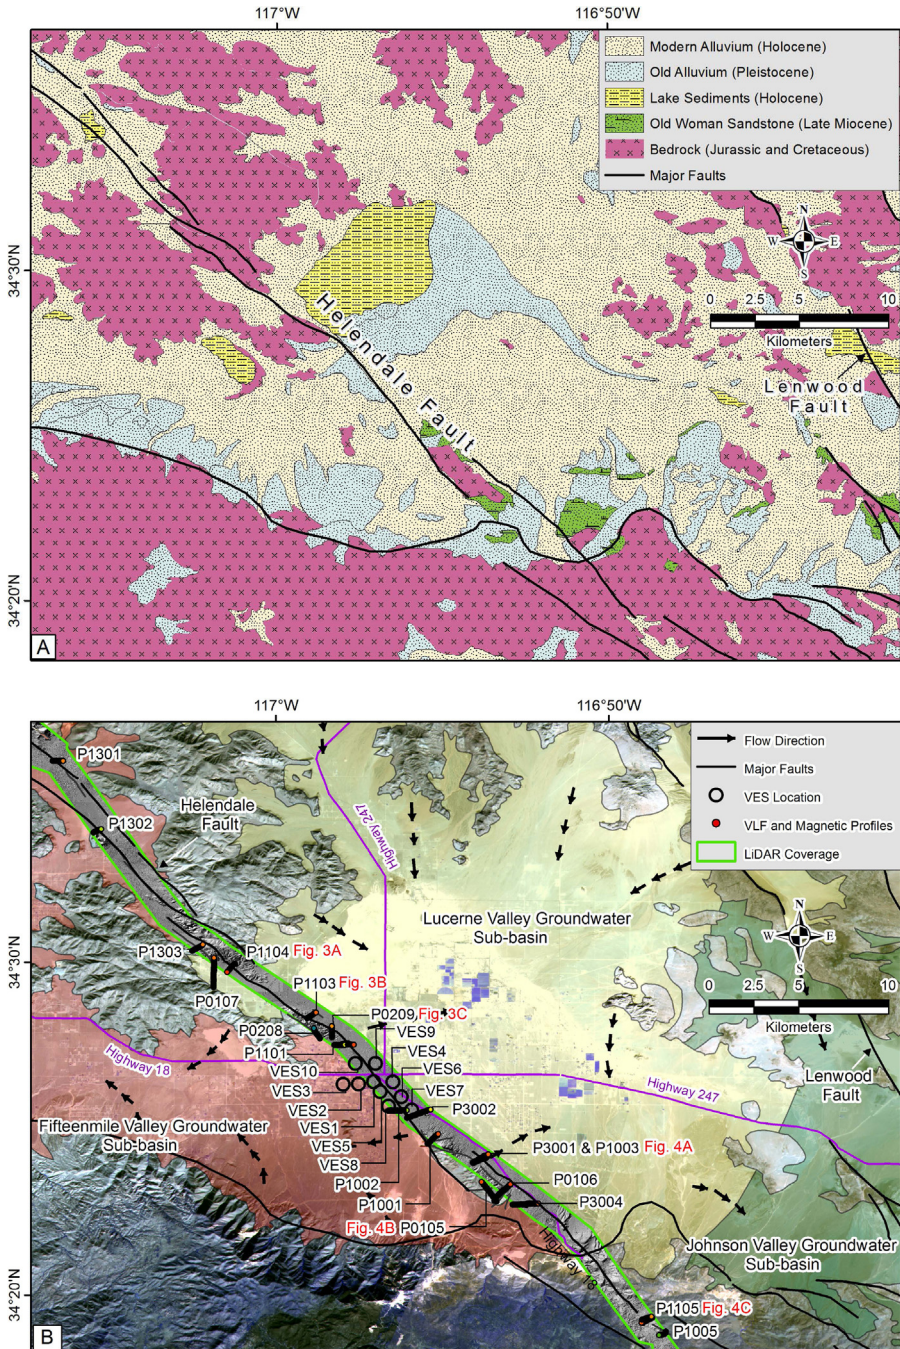 117°W
116°50'W
Modern Alluvium (Holocene)
Old Alluvium (Pleistocene)
Lake Sediments (Holocene)
Old Woman Sandstone (Late Miocene)
Bedrock (Jurassic and Cretaceous)
Major Faults
N
W
E
S
0
2.5
5
10
Kilometers
34°30'N
Helendale Fault
Lenwood
Fault
34°20'N
A
117°W
116°50'W
Flow Direction
Major Faults
VES Location
VLF and Magnetic Profiles
LiDAR Coverage
P1301
P1302
Helendale
Fault
Highway 247
Lucerne Valley Groundwater
Sub-basin
N
W
E
S
0
2.5
5
10
Kilometers
34°30'N
P1303
P1104 Fig. 3A
P0107
P1103 Fig. 3B
P0209 Fig. 3C
P0208
VES9
P1101
VES4
VES10
VES6
VES3
VES7
VES2
P3002
VES1
VES5
VES8
P1002
P1001
Highway 18
Highway 247
Lenwood
Fault
Fifteenmile Valley Groundwater
Sub-basin
P3001 & P1003 Fig. 4A
P0106
P3004
Fig. 4B P0105
Highway 18
Johnson Valley Groundwater
Sub-basin
34°20'N
P1105 Fig. 4C
P1005
B